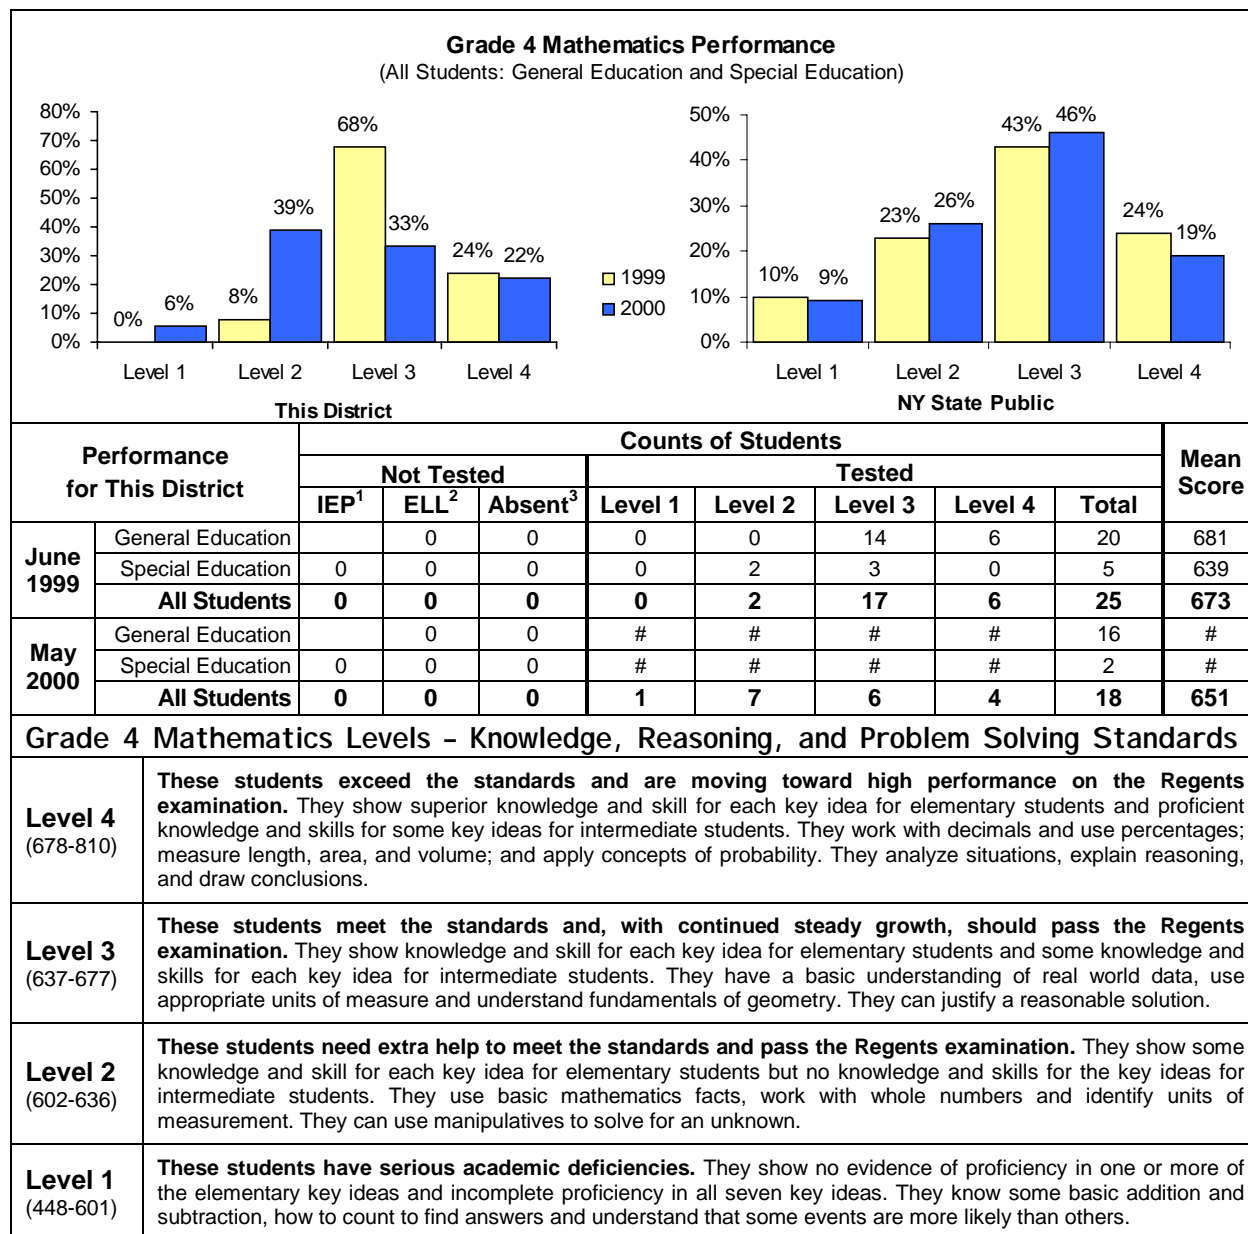 Grade 4 Mathematics Performance
(All Students: General Education and Special Education)
80%
70%
60%
50%
40%
30%
20%
10%
0%
0%
6%
8%
39%
68%
33%
24%
22%
Level 1 Level 2 Level 3 Level 4
This District
1999
2000
50%
40%
30%
20%
10%
0%
10%
9%
23%
26%
43%
46%
24%
19%
Level 1 Level 2 Level 3 Level 4
NY State Public
Performance for This District
Counts of Students
Mean Score
Not Tested Tested
IEP1 ELL2 Absent3 Level 1 Level 2 Level 3 Level 4 Total
June 1999
General Education 0 0 0 0 14 6 20 681
Special Education 0 0 0 0 2 3 0 5 639
All Students 0 0 0 0 2 17 6 25 673
May 2000
General Education 0 0 # # # # 16 #
Special Education 0 0 0 # # # # 2 #
All Students 0 0 0 1 7 6 4 18 651
Grade 4 Mathematics Levels – Knowledge, Reasoning, and Problem Solving Standards
Level 4
(678-810)
These students exceed the standards and are moving toward high performance on the Regents
examination. They show superior knowledge and skill for each key idea for elementary students and proficient
knowledge and skills for some key ideas for intermediate students. They work with decimals and use percentages;
measure length, area, and volume; and apply concepts of probability. They analyze situations, explain reasoning,
and draw conclusions.
Level 3
(637-677)
These students meet the standards and, with continued steady growth, should pass the Regents
examination. They show knowledge and skill for each key idea for elementary students and some knowledge and
skills for each key idea for intermediate students. They have a basic understanding of real world data, use
appropriate units of measure and understand fundamentals of geometry. They can justify a reasonable solution.
Level 2
(602-636)
These students need extra help to meet the standards and pass the Regents examination. They show some
knowledge and skill for each key idea for elementary students but no knowledge and skills for the key ideas for
intermediate students. They use basic mathematics facts, work with whole numbers and identify units of
measurement. They can use manipulatives to solve for an unknown.
Level 1
(448-601)
These students have serious academic deficiencies. They show no evidence of proficiency in one or more of
the elementary key ideas and incomplete proficiency in all seven key ideas. They know some basic addition and
subtraction, how to count to find answers and understand that some events are more likely than others.